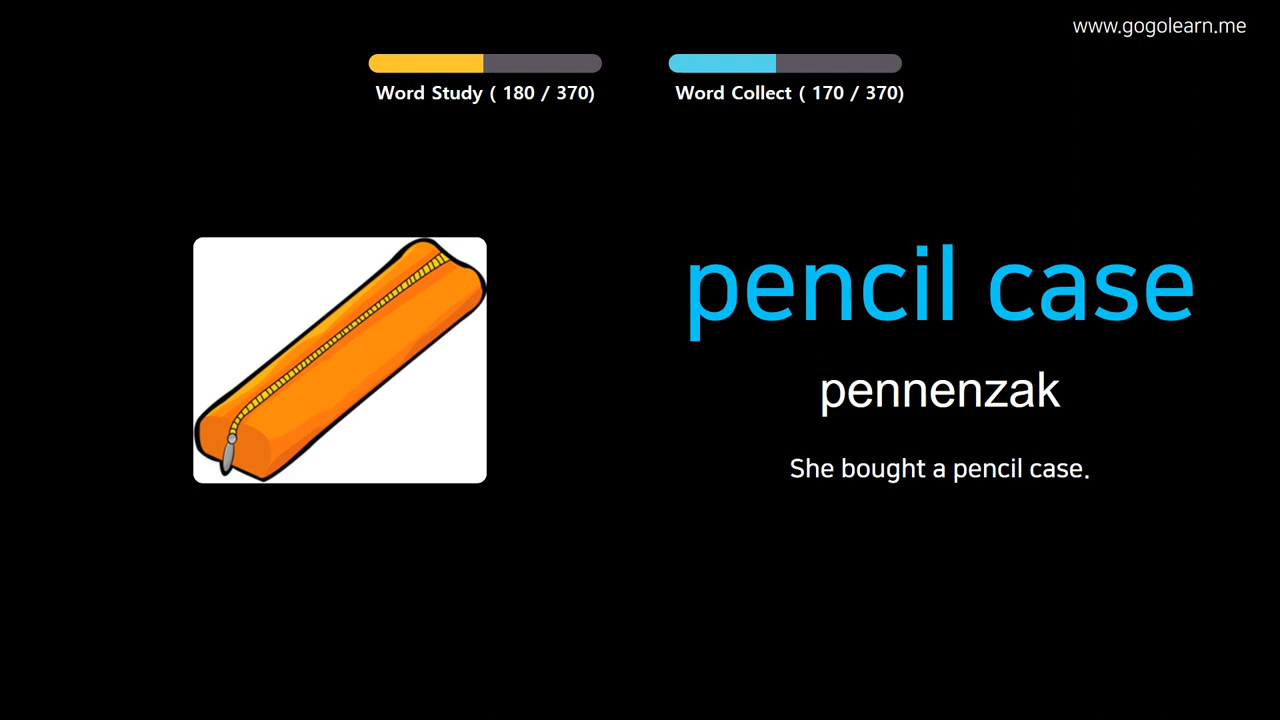 www.gogolearn.me
Word Study ( 180 / 370)
Word Collect ( 170 / 370)
pencil case
pennenzak
She bought a pencil case.